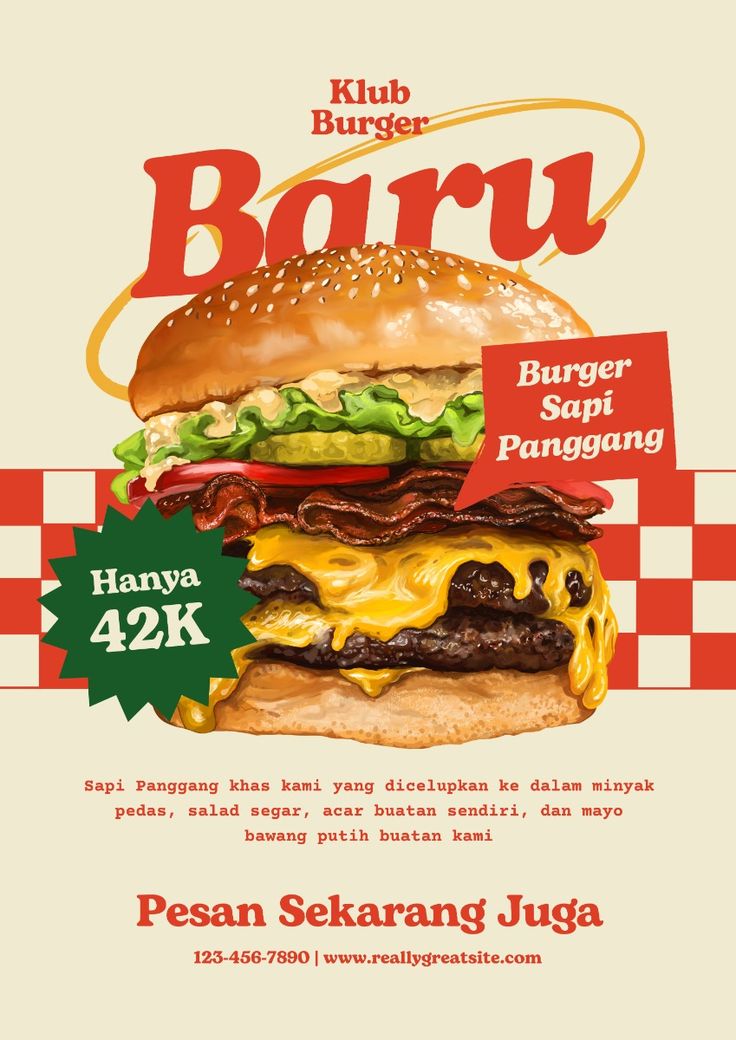 Klub
Burger
Baru
Burger
Sapi
Panggang
Hanya
42K
Sapi Panggang khas kami yang dicelupkan ke dalam minyak
pedas, salad segar, acar buatan sendiri, dan mayo
bawang putih buatan kami
Pesan Sekarang Juga
123-456-7890 | www.reallygreatsite.com